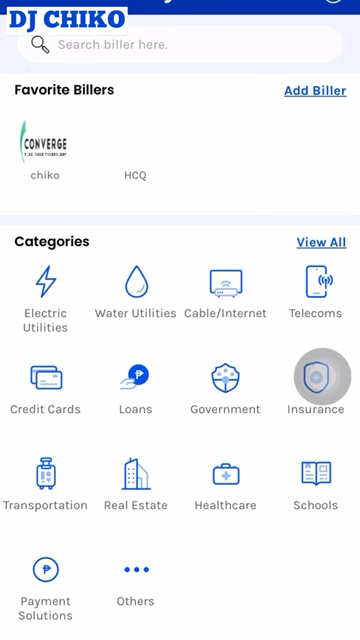 DJ CHIKO
Search biller here.
Favorite Billers
Add Biller
CONVERGE
chiko
HCQ
Categories
View All
Electric
Utilities
Water Utilities
Cable/Internet
Telecoms
Credit Cards
Loans
Government
Insurance
Transportation
Real Estate
Healthcare
Schools
Payment
Solutions
Others